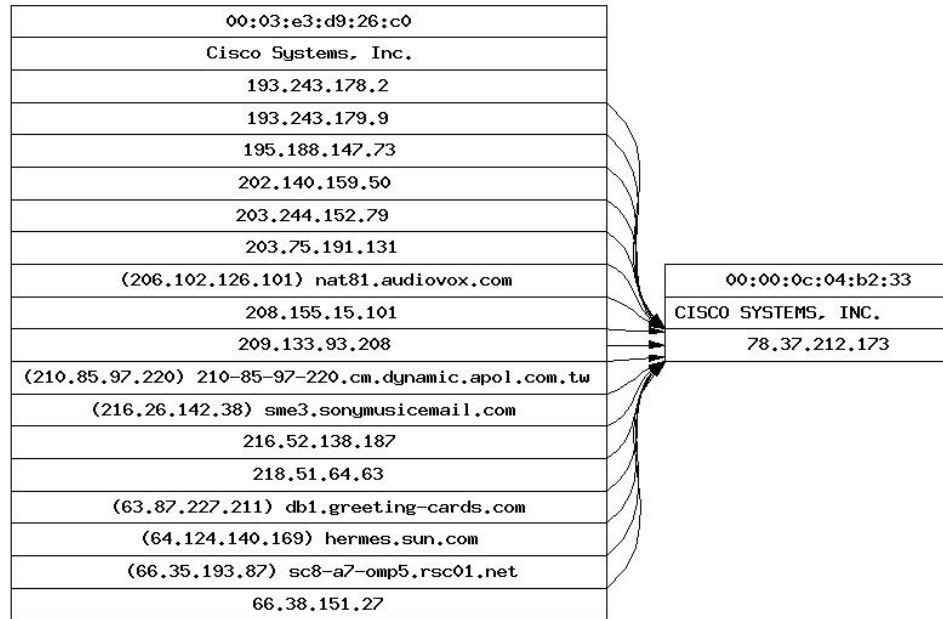 00:03:e3:d9:26:c0
Cisco Systems, Inc.
193.243.178.2
193.243.179.9
195.188.147.73
202.140.159.50
203.244.152.79
203.75.191.131
(206.102.126.101) nat81.audiovox.com
208.155.15.101
209.133.93.208
(210.85.97.220) 210-85-97-220.cm.dynamic.apol.com.tw
(216.26.142.38) sme3.sonymusicemail.com
216.52.138.187
218.51.64.63
(63.87.227.211) db1.greeting-cards.com
(64.124.140.169) hermes.sun.com
(66.35.193.87) sc8-a7-omp5.rsc01.net
66.38.151.27
00:00:0c:04:b2:33
CISCO SYSTEMS, INC.
78.37.212.173